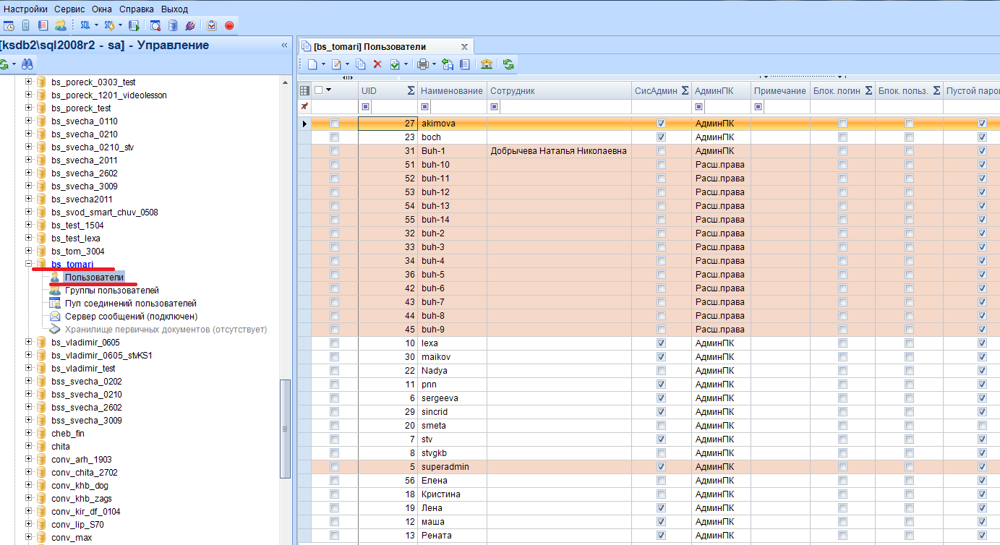 Настройки Сервис Окна Справка Выход
SQL
[ksdb2\sql2008r2 - sa] - Управление
bs_poreck_0303_test
bs_poreck_1201_videolesson
bs_poreck_test
bs_svecha_0110
bs_svecha_0210
bs_svecha_0210_stv
bs_svecha_2011
bs_svecha_2602
bs_svecha_3009
bs_svecha2011
bs_svod_smart_chuv_0508
bs_test_1504
bs_test_lexa
bs_tom_3004
bs_tomari
Пользователи
Группы пользователей
Пул соединений пользователей
Сервер сообщений (подключен)
Хранилище первичных документов (отсутствует)
bs_vladimir_0605
bs_vladimir_0605_stvKS1
bs_vladimir_test
bss_svecha_0202
bss_svecha_0210
bss_svecha_2602
bss_svecha_3009
cheb_fin
chita
conv_arh_1903
conv_chita_2702
conv_khb_dog
conv_khb_zags
conv_kir_df_0104
conv_lip_S70
conv_max
[bs_tomari] Пользователи
UID Σ Наименование Сотрудник СисАдмин Σ АдминПК Примечание Блок. логин Σ Блок. польз. Σ Пустой парол
27 akimova АдминПК
23 boch АдминПК
31 Buh-1 Добрычева Наталья Николаевна АдминПК
51 buh-10 Расш.права
52 buh-11 Расш.права
53 buh-12 Расш.права
54 buh-13 Расш.права
55 buh-14 Расш.права
32 buh-2 Расш.права
33 buh-3 Расш.права
34 buh-4 Расш.права
36 buh-5 Расш.права
42 buh-6 Расш.права
43 buh-7 Расш.права
44 buh-8 Расш.права
45 buh-9 Расш.права
10 lexa АдминПК
30 maikov АдминПК
22 Nadya АдминПК
11 pnn АдминПК
6 sergeeva АдминПК
29 sincrid АдминПК
20 smeta АдминПК
7 stv АдминПК
8 stvgkb АдминПК
5 superadmin АдминПК
56 Елена АдминПК
18 Кристина АдминПК
19 Лена АдминПК
12 маша АдминПК
13 Рената АдминПК